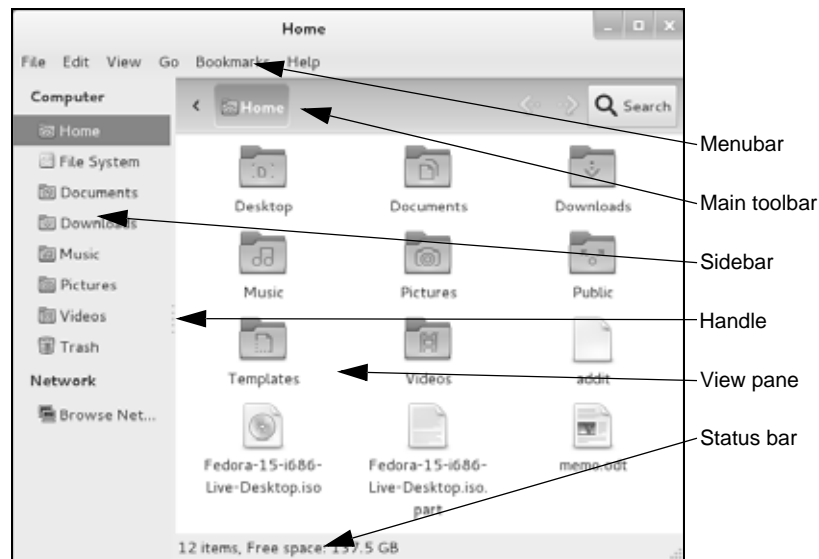 Home
File Edit View Go Bookmarks Help
Computer
Home
File System
Documents
Downloads
Music
Pictures
Videos
Trash
Network
Browse Net...
Home
Search
Desktop
Documents
Downloads
Music
Pictures
Public
Templates
Videos
addit
Fedora-15-i686-
Live-Desktop.iso
Fedora-15-i686-
Live-Desktop.iso.
part
memo.odt
12 items, Free space: 137.5 GB
Menubar
Main toolbar
Sidebar
Handle
View pane
Status bar